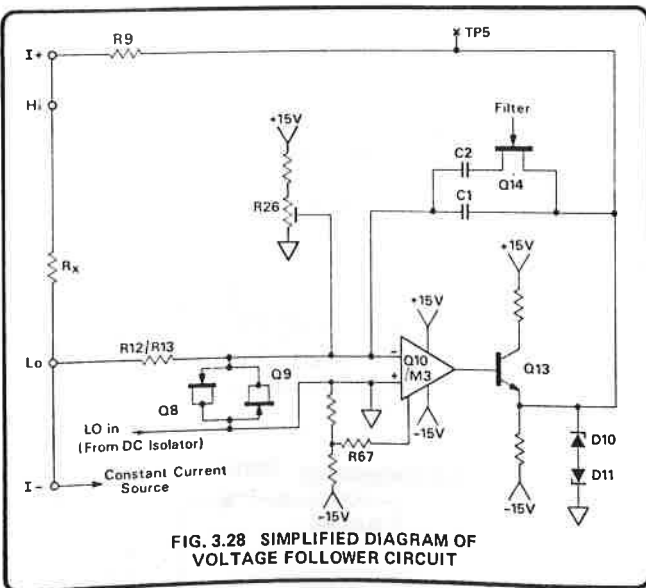 TP5
R9
I+
Hi
Filter
+15V
C2
Q14
C1
R26
+15V
Rx
+15V
R12/R13
Lo
-
Q10
/M3
+
Q13
Q9
Q8
LO in
(From DC Isolator)
R67
-15V
D10
D11
Constant Current
Source
I-
-15V
-15V
FIG. 3.28 SIMPLIFIED DIAGRAM OF
VOLTAGE FOLLOWER CIRCUIT